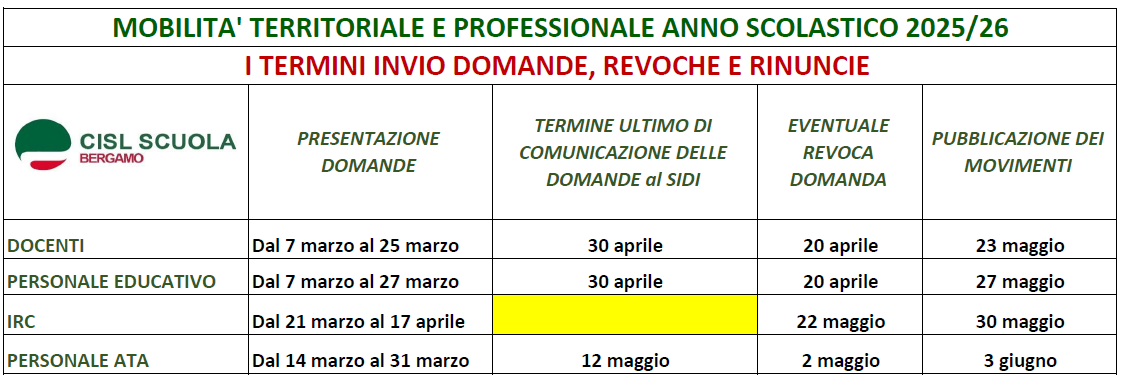 MOBILITA' TERRITORIALE E PROFESSIONALE ANNO SCOLASTICO 2025/26
I TERMINI INVIO DOMANDE, REVOCHE E RINUNCIE
CISL SCUOLA
BERGAMO
PRESENTAZIONE
DOMANDE
TERMINE ULTIMO DI
COMUNICAZIONE DELLE
DOMANDE al SIDI
EVENTUALE
REVOCA
DOMANDA
PUBBLICAZIONE DEI
MOVIMENTI
DOCENTI Dal 7 marzo al 25 marzo 30 aprile 20 aprile 23 maggio
PERSONALE EDUCATIVO Dal 7 marzo al 27 marzo 30 aprile 20 aprile 27 maggio
IRC Dal 21 marzo al 17 aprile 22 maggio 30 maggio
PERSONALE ATA Dal 14 marzo al 31 marzo 12 maggio 2 maggio 3 giugno